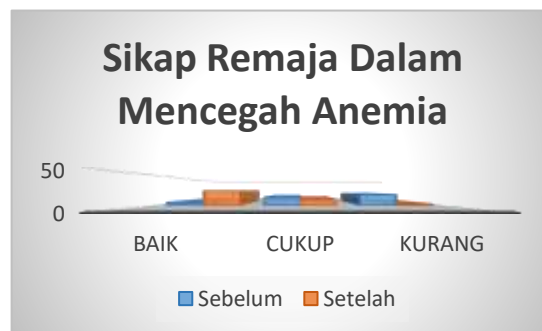 Sikap Remaja Dalam
Mencegah Anemia
50
0
BAIK CUKUP KURANG
Sebelum Setelah